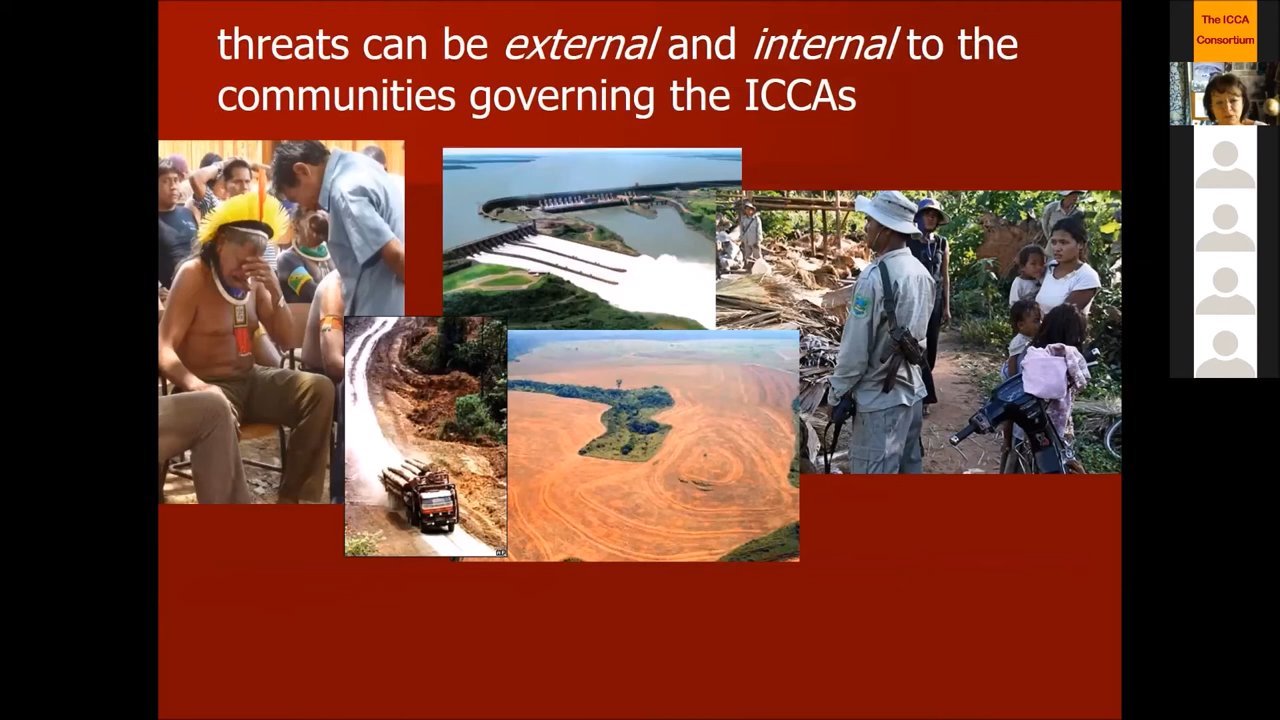 threats can be external and internal to the
communities governing the ICCAs
The ICCA
Consortium